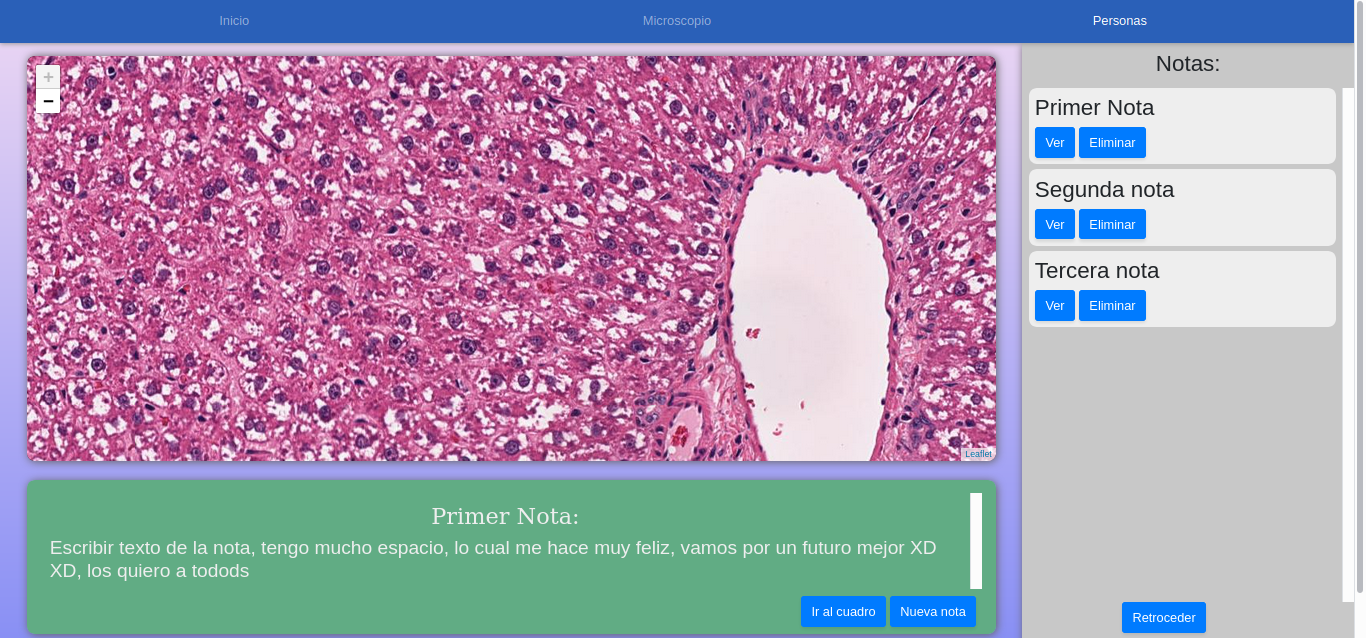 Inicio
Microscopio
Personas
+
−
Leaflet
Primer Nota:
Escribir texto de la nota, tengo mucho espacio, lo cual me hace muy feliz, vamos por un futuro mejor XD
XD, los quiero a todods
Ir al cuadro
Nueva nota
Notas:
Primer Nota
Ver
Eliminar
Segunda nota
Ver
Eliminar
Tercera nota
Ver
Eliminar
Retroceder